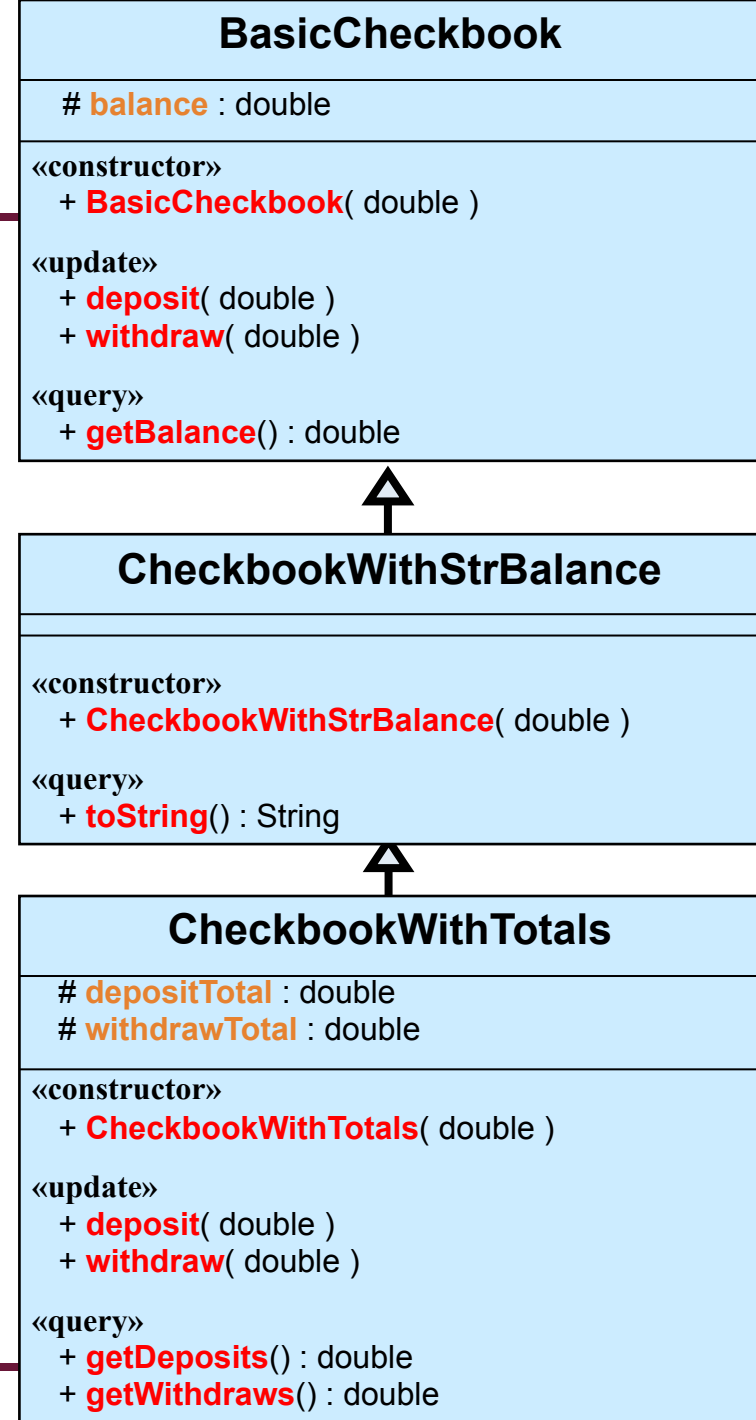 BasicCheckbook
# balance : double
«constructor»
+ BasicCheckbook( double )
«update»
+ deposit( double )
+ withdraw( double )
«query»
+ getBalance() : double
CheckbookWithStrBalance
«constructor»
+ CheckbookWithStrBalance( double )
«query»
+ toString() : String
CheckbookWithTotals
# depositTotal : double
# withdrawTotal : double
«constructor»
+ CheckbookWithTotals( double )
«update»
+ deposit( double )
+ withdraw( double )
«query»
+ getDeposits() : double
+ getWithdraws() : double